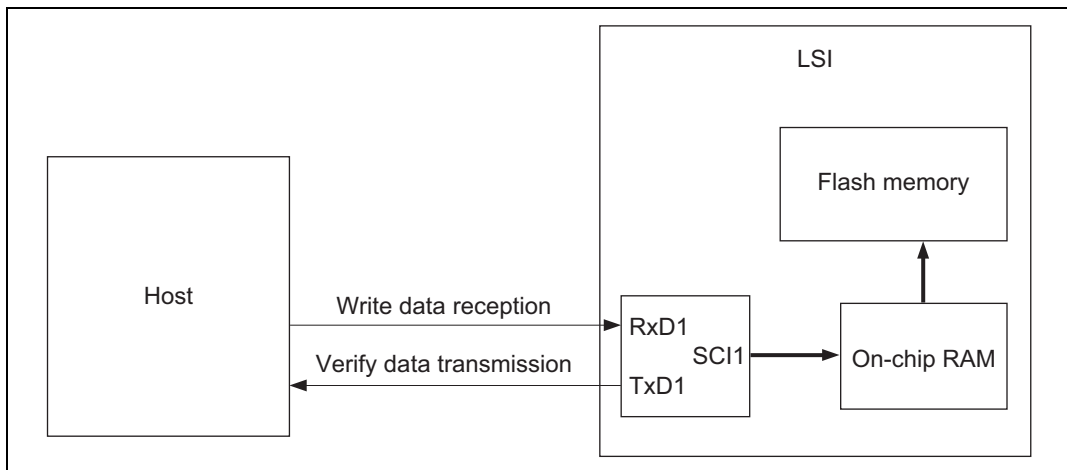 LSI
Flash memory
Host
Write data reception
RxD1
SCI1
On-chip RAM
Verify data transmission
TxD1